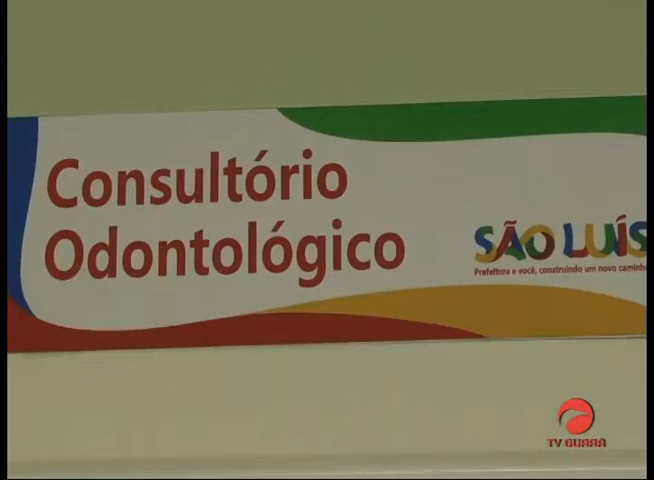 Consultório
Odontológico
SÃO LUÍS
Prefeitura e você, construindo um novo caminho
TV GUARÁ